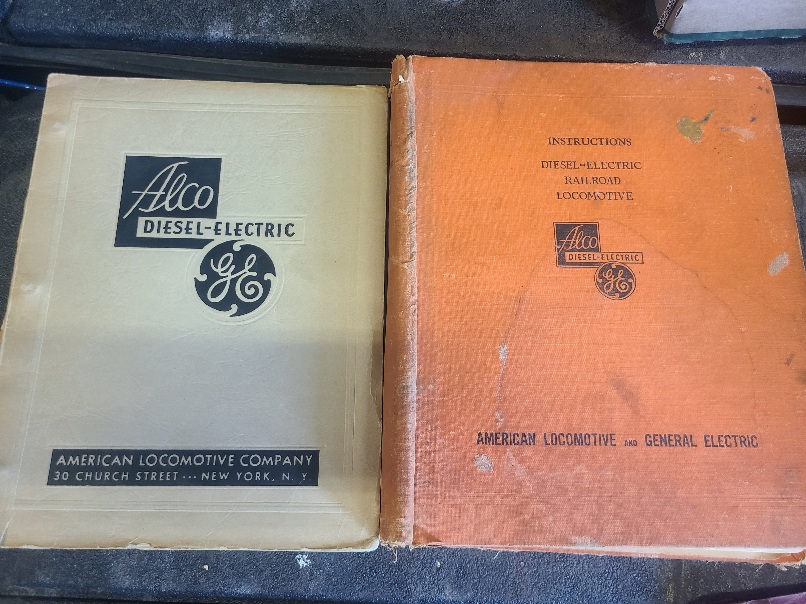 Alco
DIESEL-ELECTRIC
GE
AMERICAN LOCOMOTIVE COMPANY
30 CHURCH STREET --- NEW YORK, N. Y.
INSTRUCTIONS
DIESEL-ELECTRIC
RAILROAD
LOCOMOTIVE
Alco
DIESEL-ELECTRIC
GE
AMERICAN LOCOMOTIVE AND GENERAL ELECTRIC